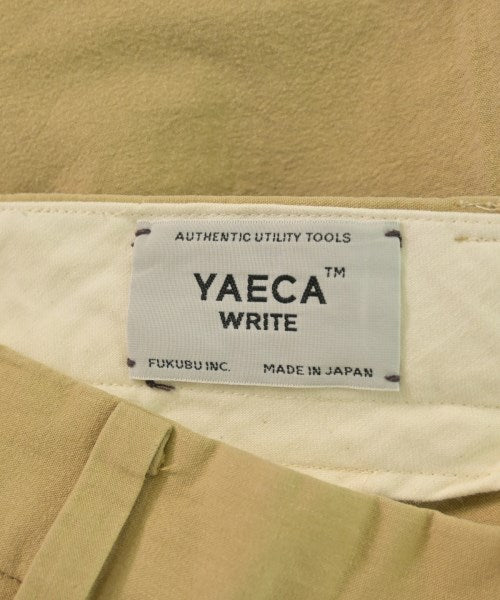 AUTHENTIC UTILITY TOOLS
YAECA™
WRITE
FUKUBU INC. MADE IN JAPAN